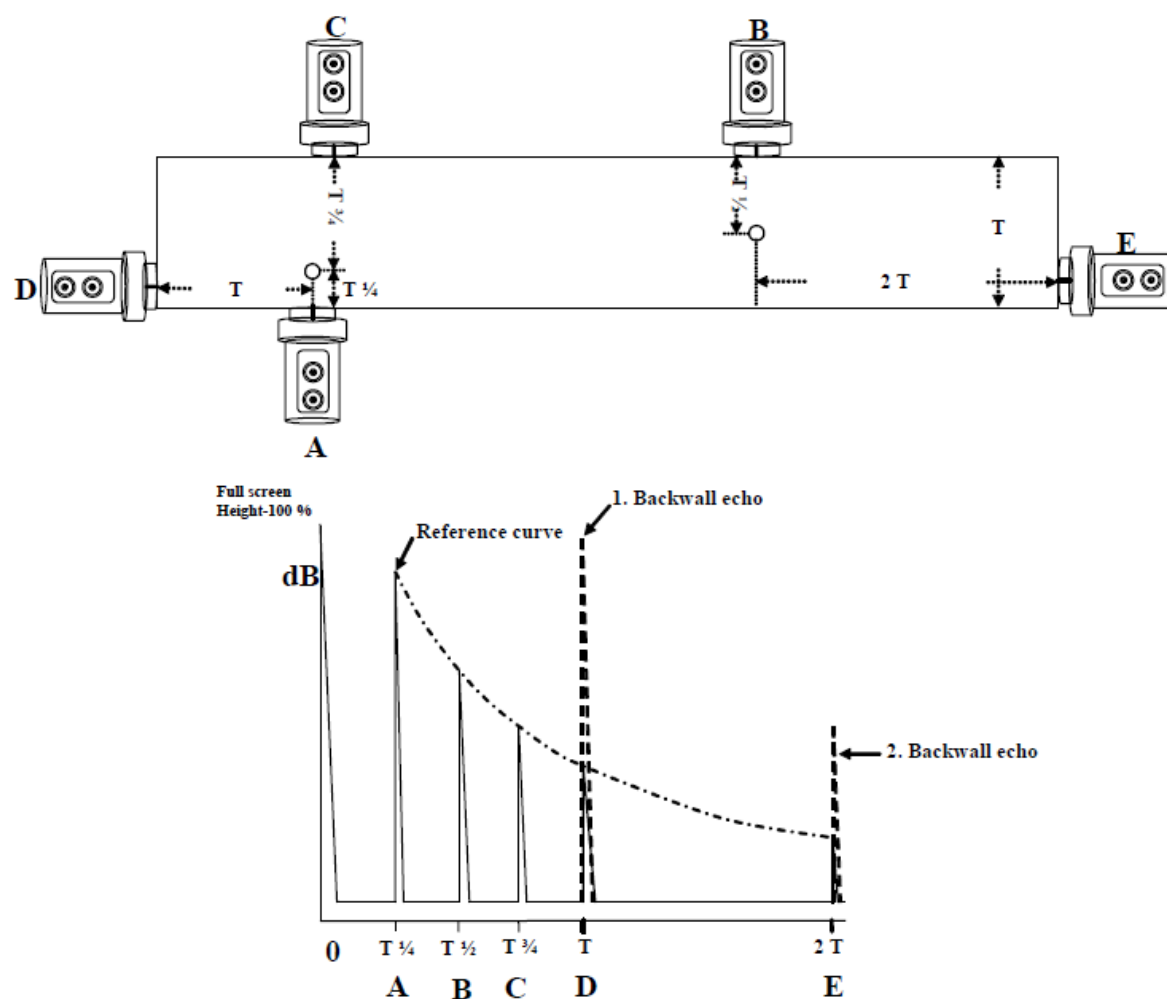 C
B
T ¾
T ½
T
E
D
T
T ¼
2 T
A
Full screen
Height-100 %
1. Backwall echo
Reference curve
dB
2. Backwall echo
0
T ¼
T ½
T ¾
T
2 T
A
B
C
D
E